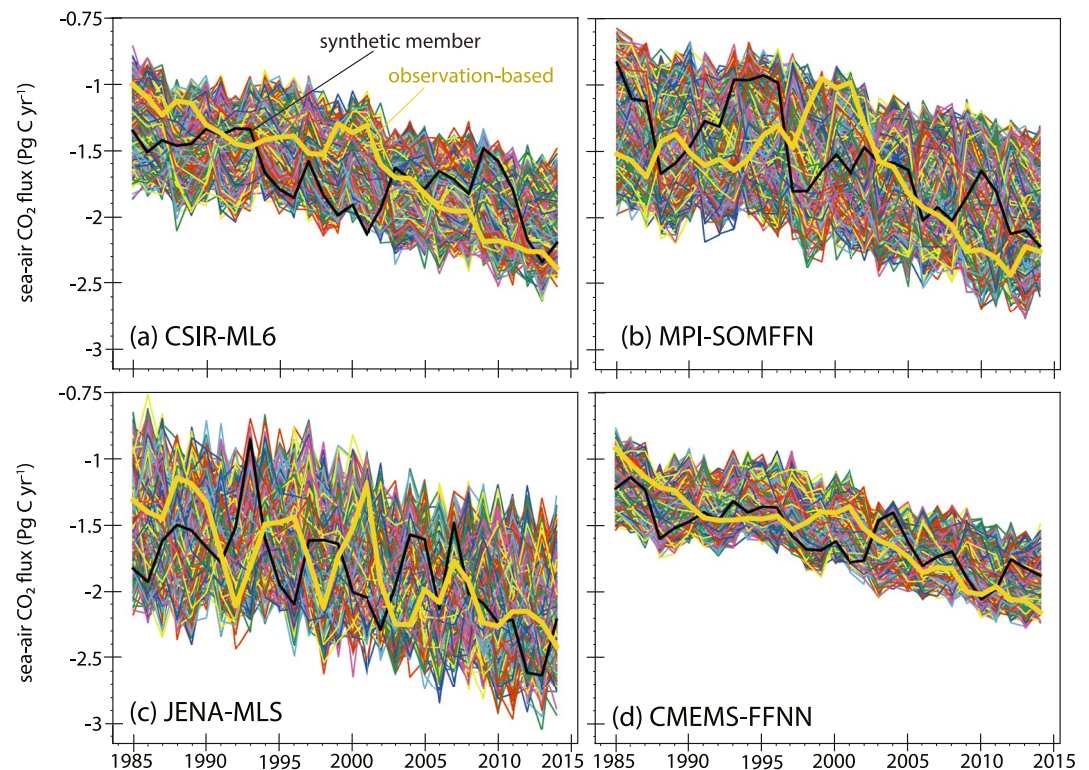 -0.75
-1
-1.5
-2
-2.5
-3
sea-air CO₂ flux (Pg C yr⁻¹)
synthetic member
observation-based
(a) CSIR-ML6
(b) MPI-SOMFFN
-0.75
-1
-1.5
-2
-2.5
-3
sea-air CO₂ flux (Pg C yr⁻¹)
(c) JENA-MLS
(d) CMEMS-FFNN
1985 1990 1995 2000 2005 2010 2015
1985 1990 1995 2000 2005 2010 2015